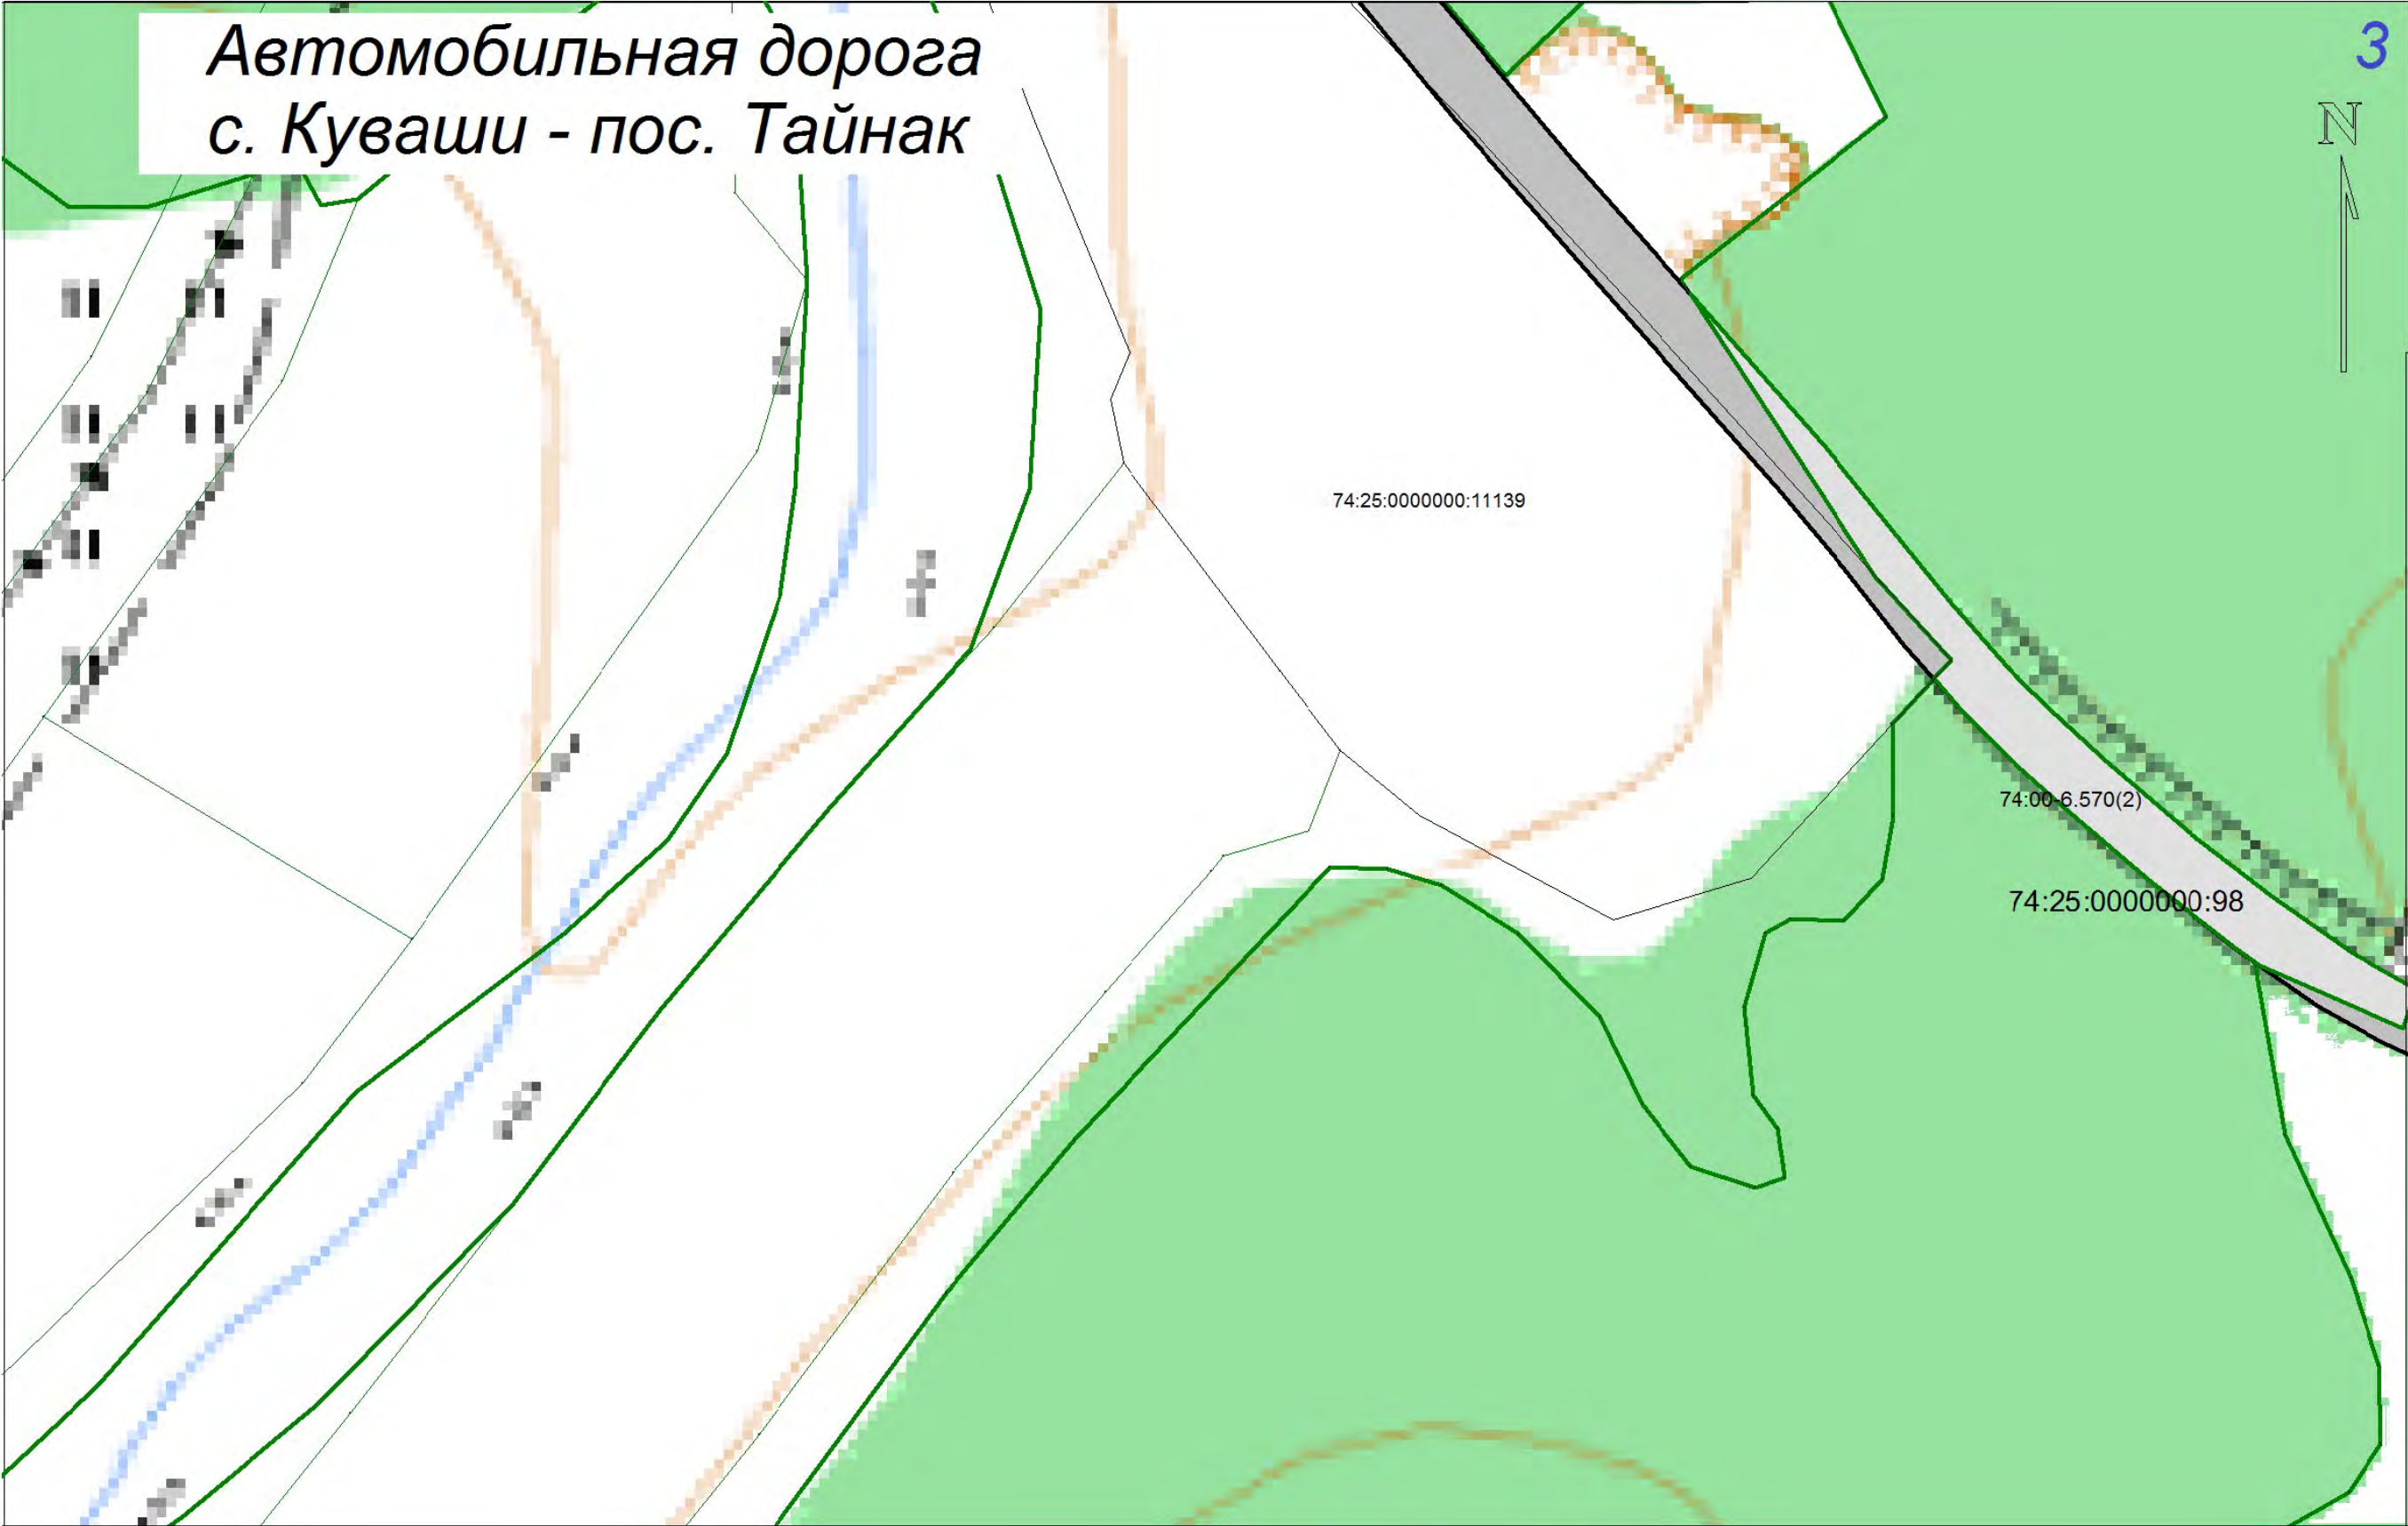 Автомобильная дорога
с. Куваши - пос. Тайнак
3
N
74:25:0000000:11139
74:00-6.570(2)
74:25:0000000:98